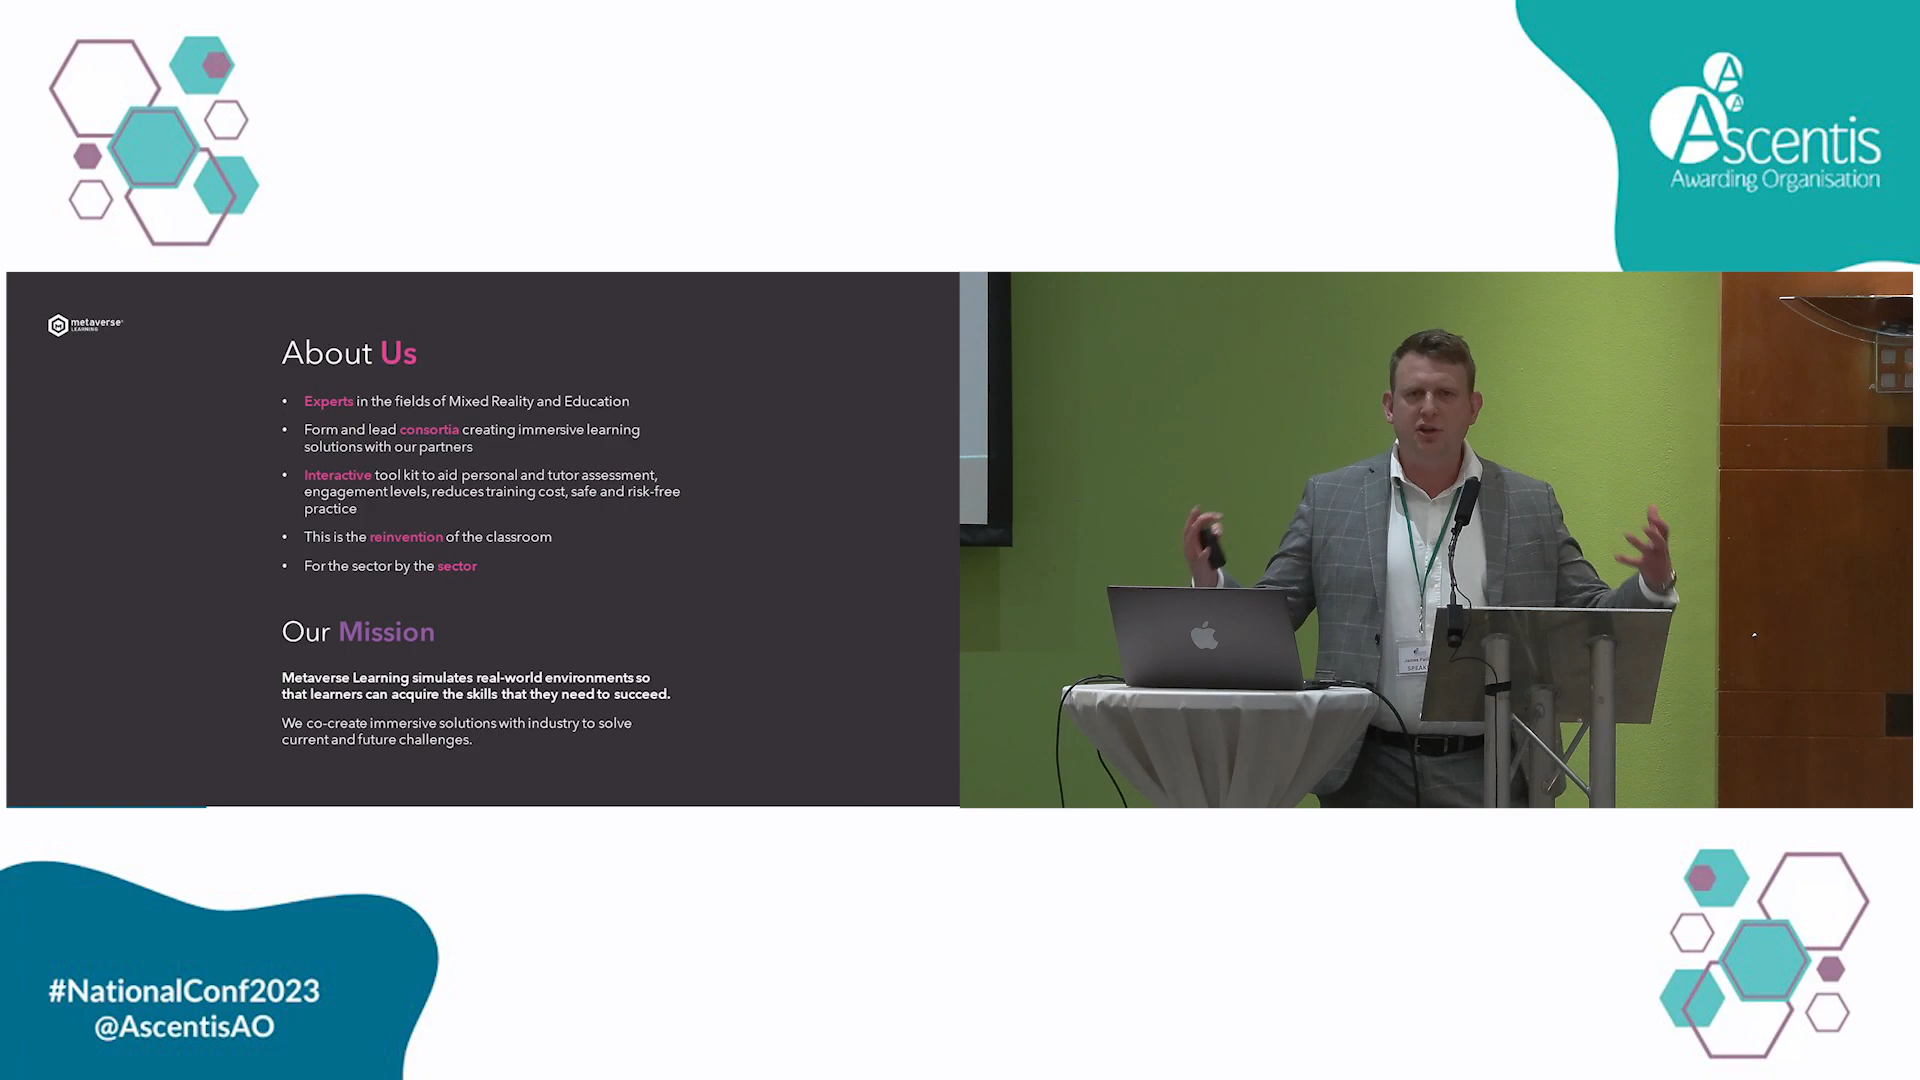 Ascentis
Awarding Organisation
metaverse
LEARNING
About Us
• Experts in the fields of Mixed Reality and Education
• Form and lead consortia creating immersive learning
solutions with our partners
• Interactive tool kit to aid personal and tutor assessment,
engagement levels, reduces training cost, safe and risk-free
practice
• This is the reinvention of the classroom
• For the sector by the sector
Our Mission
Metaverse Learning simulates real-world environments so
that learners can acquire the skills that they need to succeed.
We co-create immersive solutions with industry to solve
current and future challenges.
James
#NationalConf2023
@AscentisAO